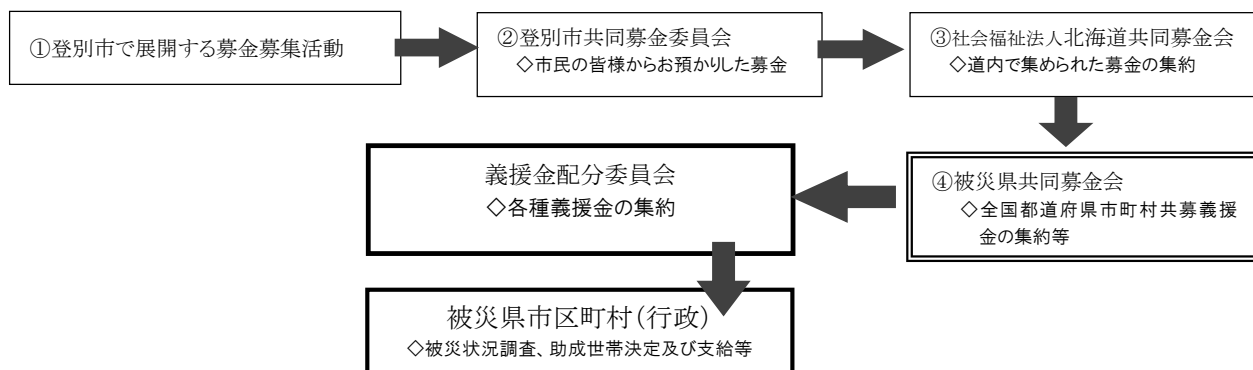 ①登別市で展開する募金募集活動
②登別市共同募金委員会
◇市民の皆様からお預かりした募金
③社会福祉法人北海道共同募金会
◇道内で集められた募金の集約
④被災県共同募金会
◇全国都道府県市町村共募義援
金の集約等
義援金配分委員会
◇各種義援金の集約
被災県市区町村(行政)
◇被災状況調査、助成世帯決定及び支給等